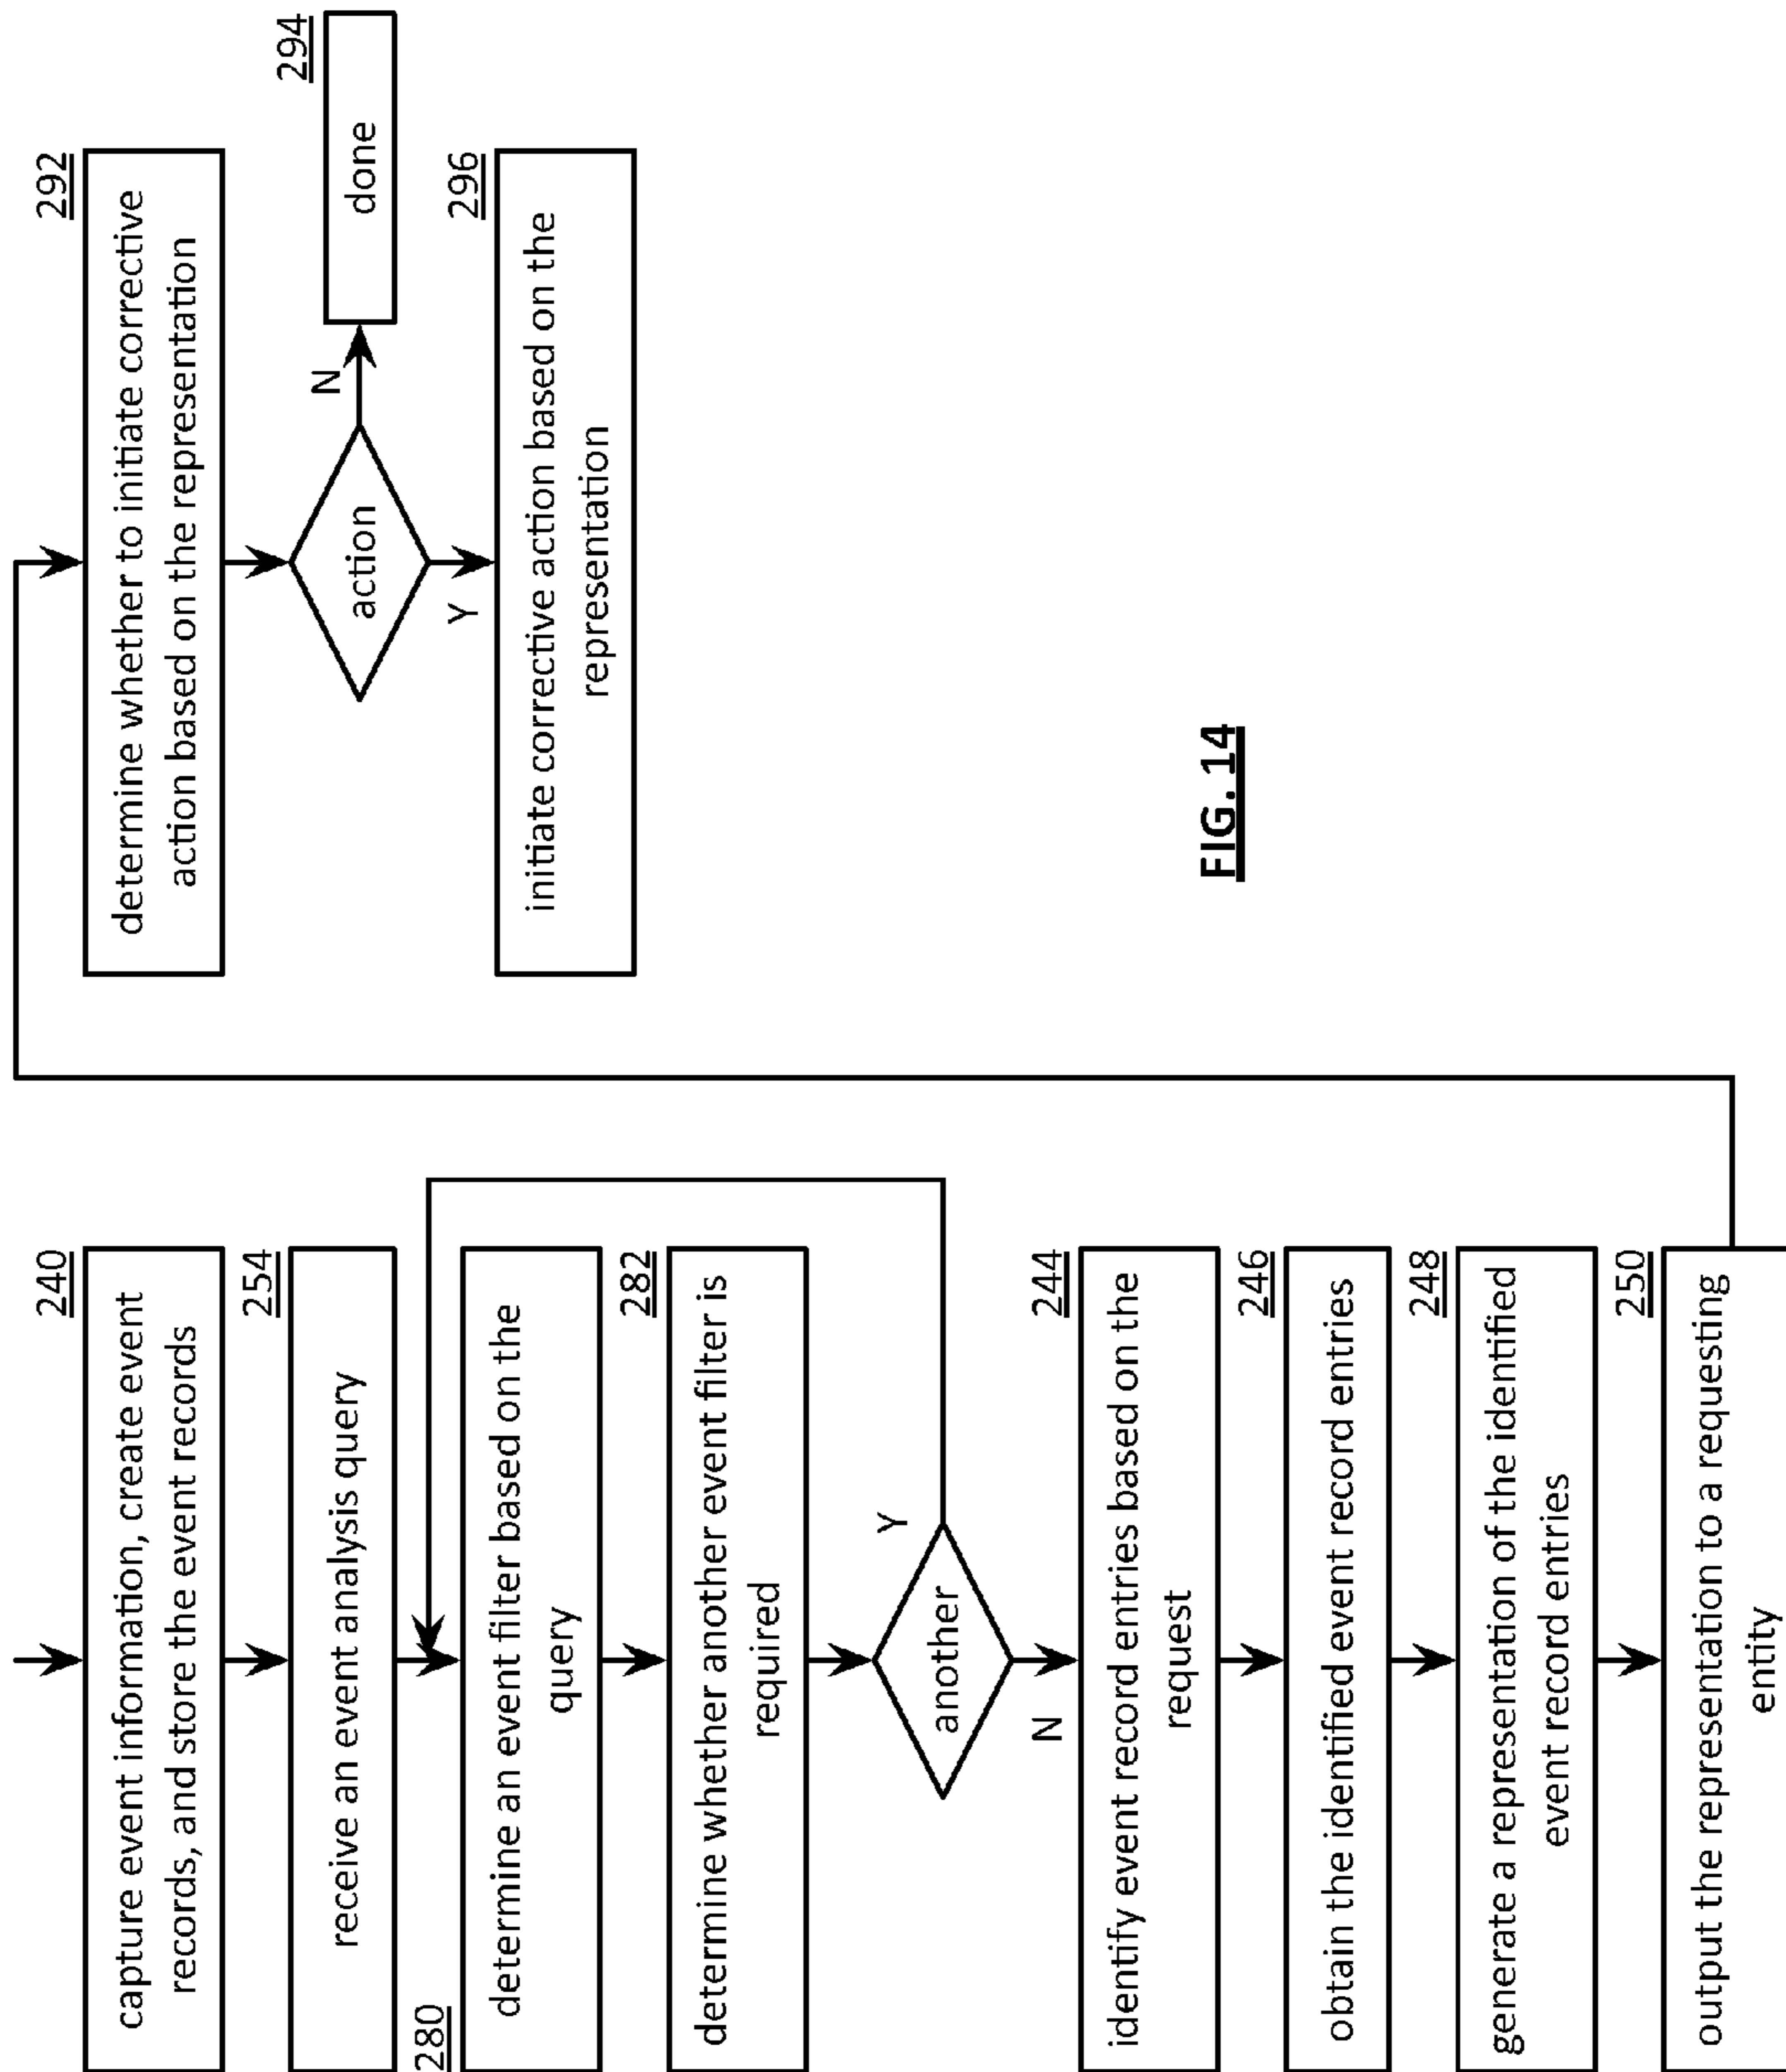 240
capture event information, create event
records, and store the event records
254
receive an event analysis query
280
determine an event filter based on the
query
282
determine whether another event filter is
required
another
Y
N
244
identify event record entries based on the
request
246
obtain the identified event record entries
248
generate a representation of the identified
event record entries
250
output the representation to a requesting
entity
292
determine whether to initiate corrective
action based on the representation
action
N
294
done
Y
296
initiate corrective action based on the
representation
FIG. 14